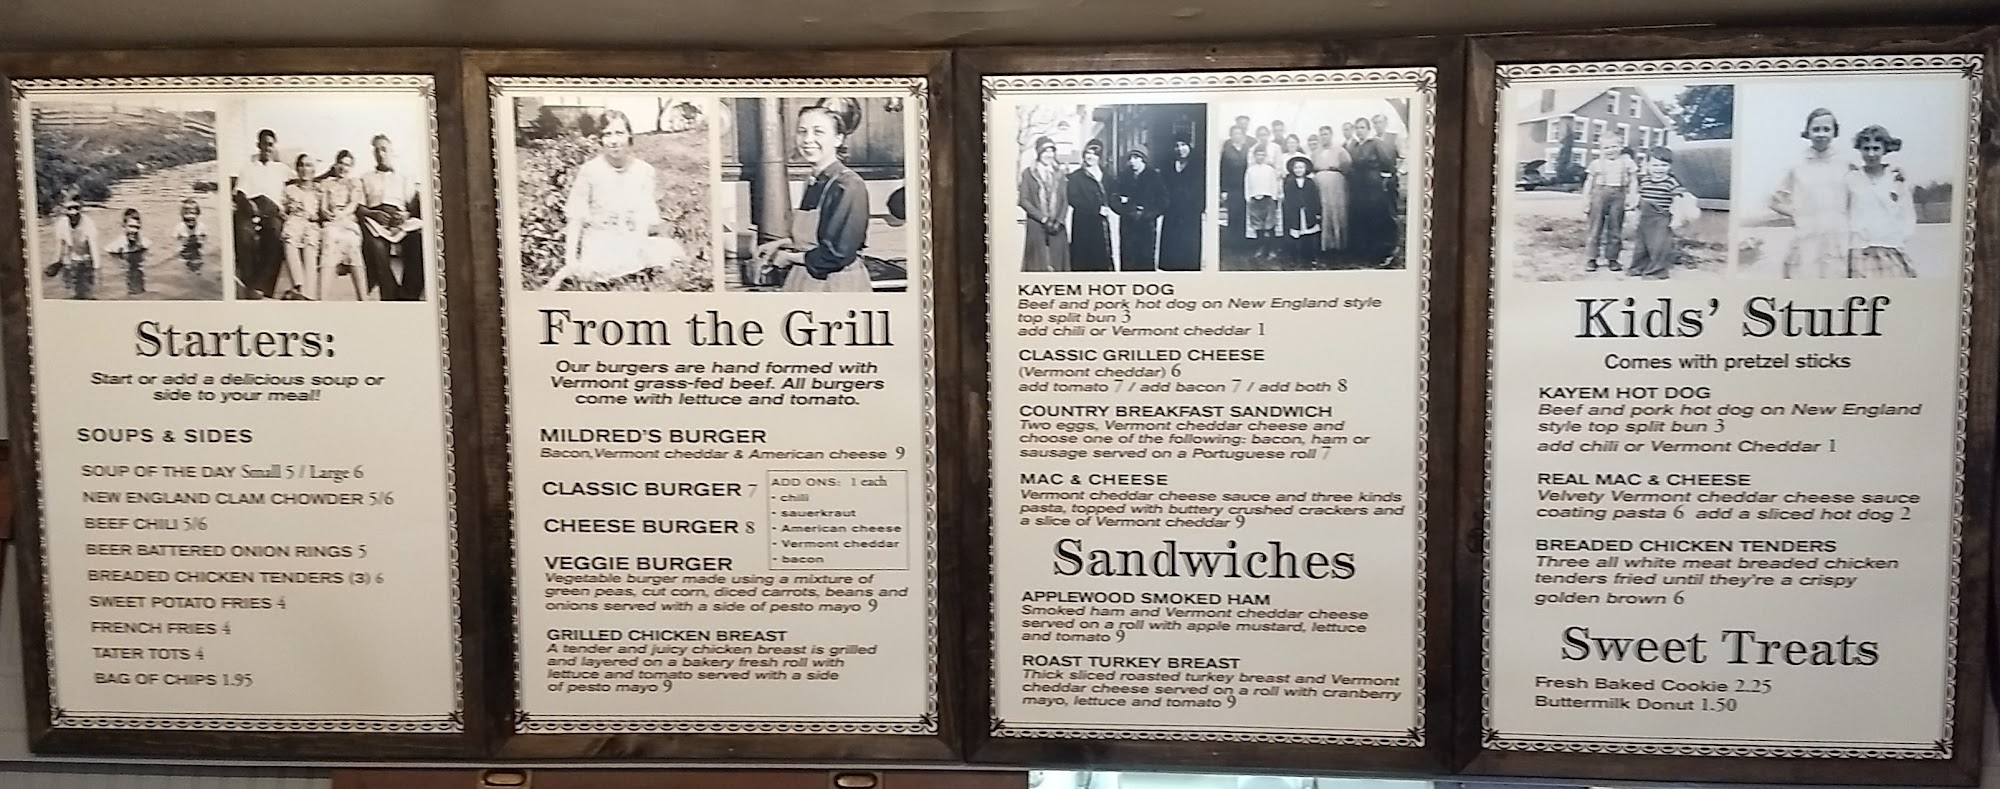 Starters:
Start or add a delicious soup or
side to your meal!
SOUPS & SIDES
SOUP OF THE DAY Small 5 / Large 6
NEW ENGLAND CLAM CHOWDER 5/6
BEEF CHILI 5/6
BEER BATTERED ONION RINGS 5
BREADED CHICKEN TENDERS (3) 6
SWEET POTATO FRIES 4
FRENCH FRIES 4
TATER TOTS 4
BAG OF CHIPS 1.95
From the Grill
Our burgers are hand formed with
Vermont grass-fed beef. All burgers
come with lettuce and tomato.
MILDRED'S BURGER
Bacon, Vermont cheddar & American cheese 9
CLASSIC BURGER 7
CHEESE BURGER 8
ADD ONS: 1 each
- chili
- sauerkraut
- American cheese
- Vermont cheddar
- bacon
VEGGIE BURGER
Vegetable burger made using a mixture of
green peas, cut corn, diced carrots, beans and
onions served with a side of pesto mayo 9
GRILLED CHICKEN BREAST
A tender and juicy chicken breast is grilled
and layered on a bakery fresh roll with
lettuce and tomato served with a side
of pesto mayo 9
KAYEM HOT DOG
Beef and pork hot dog on New England style
top split bun 3
add chili or Vermont cheddar 1
CLASSIC GRILLED CHEESE
(Vermont cheddar) 6
add tomato 7 / add bacon 7 / add both 8
COUNTRY BREAKFAST SANDWICH
Two eggs, Vermont cheddar cheese and
choose one of the following: bacon, ham or
sausage served on a Portuguese roll 7
MAC & CHEESE
Vermont cheddar cheese sauce and three kinds
pasta, topped with buttery crushed crackers and
a slice of Vermont cheddar 9
Sandwiches
APPLEWOOD SMOKED HAM
Smoked ham and Vermont cheddar cheese
served on a roll with apple mustard, lettuce
and tomato 9
ROAST TURKEY BREAST
Thick sliced roasted turkey breast and Vermont
cheddar cheese served on a roll with cranberry
mayo, lettuce and tomato 9
Kids' Stuff
Comes with pretzel sticks
KAYEM HOT DOG
Beef and pork hot dog on New England
style top split bun 3
add chili or Vermont Cheddar 1
REAL MAC & CHEESE
Velvety Vermont cheddar cheese sauce
coating pasta 6 add a sliced hot dog 2
BREADED CHICKEN TENDERS
Three all white meat breaded chicken
tenders fried until they're a crispy
golden brown 6
Sweet Treats
Fresh Baked Cookie 2.25
Buttermilk Donut 1.50